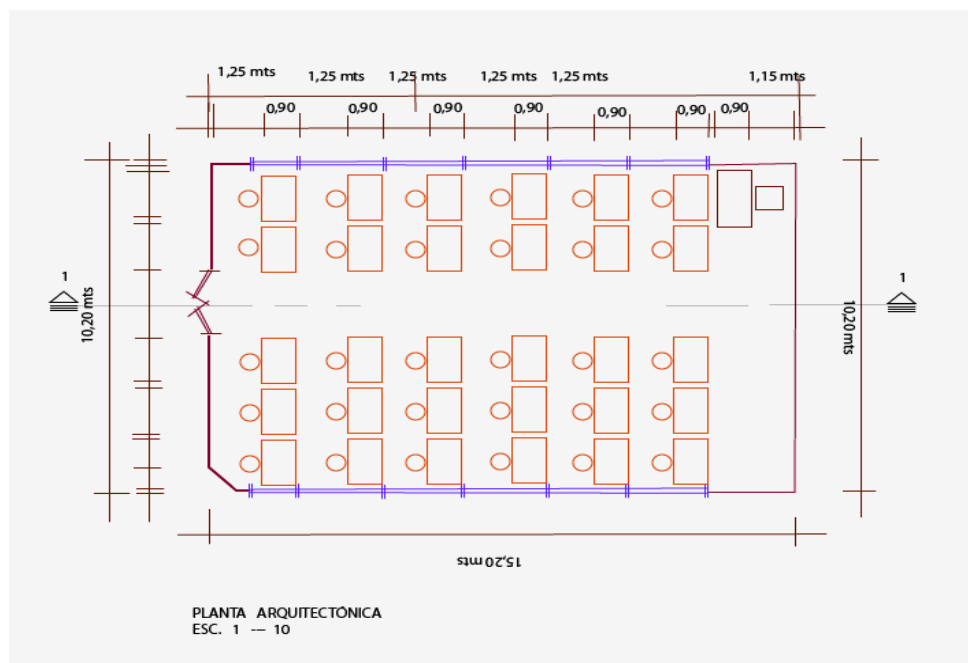 1,25 mts 1,25 mts 1,25 mts 1,25 mts 1,25 mts 1,15 mts
0,90 0,90 0,90 0,90 0,90 0,90 0,90
1 1
10,20 mts 10,20 mts
15,20 mts
PLANTA ARQUITECTÓNICA
ESC. 1 -– 10